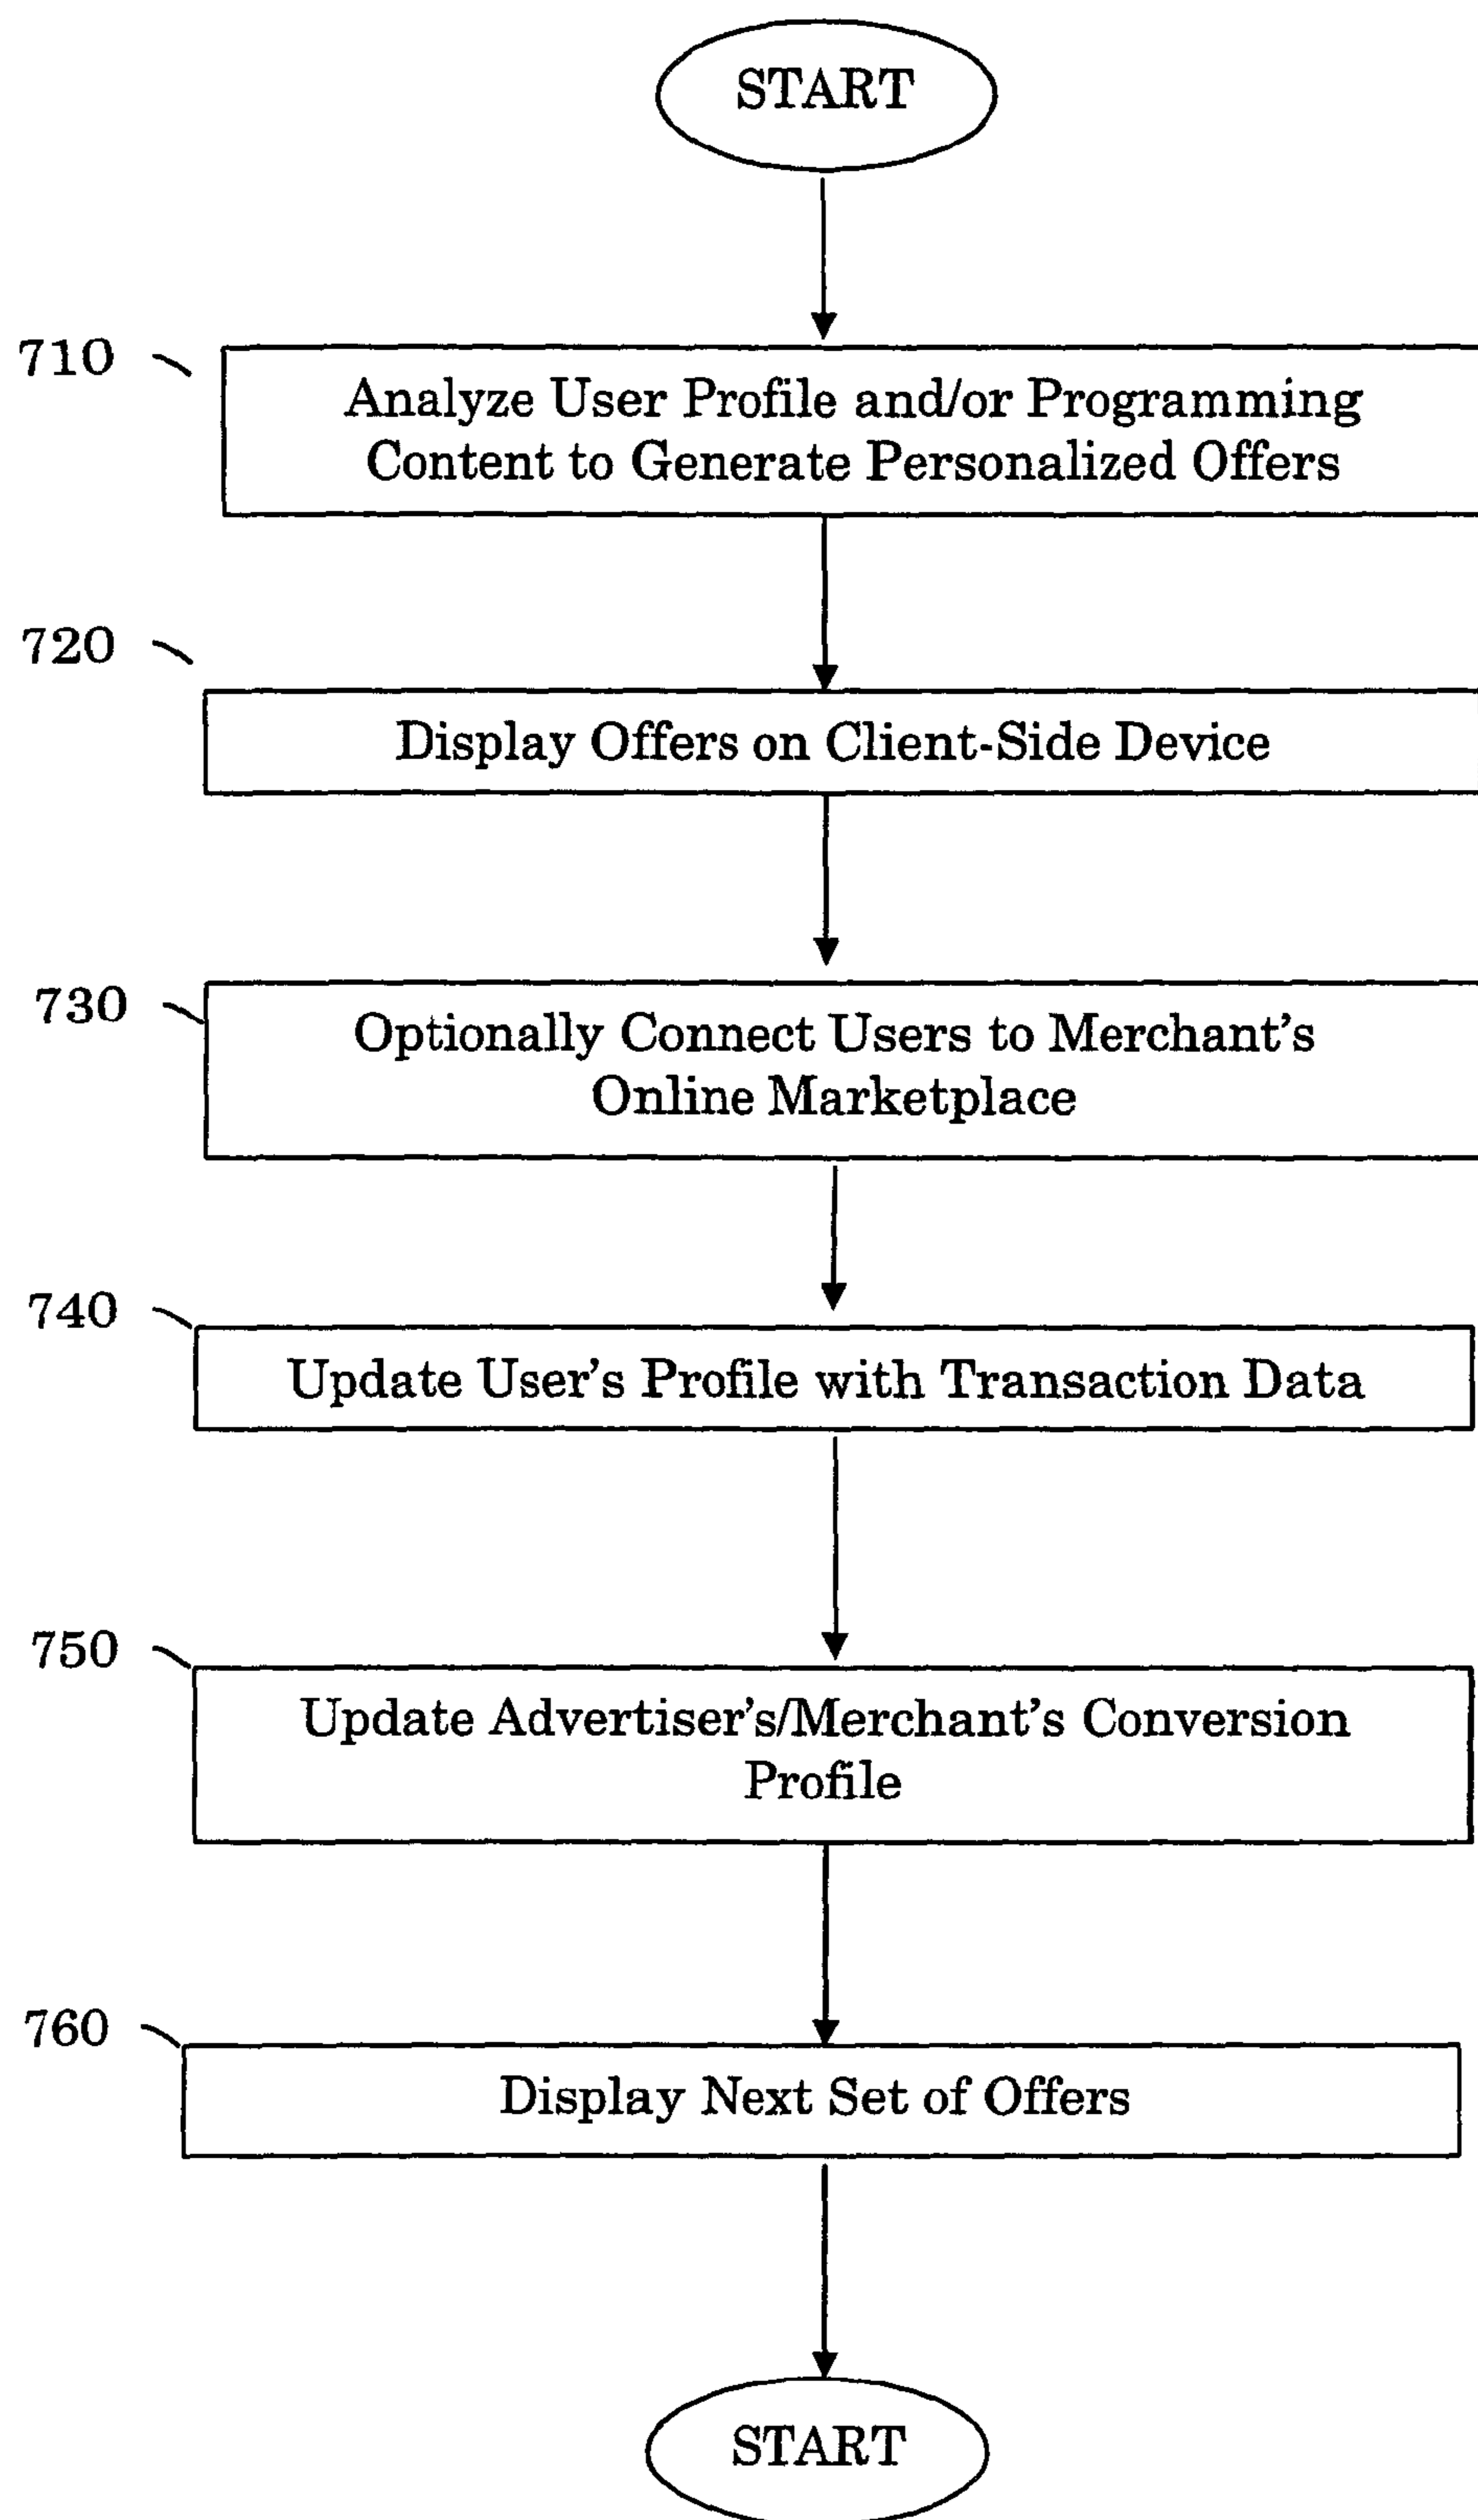 START
710
Analyze User Profile and/or Programming
Content to Generate Personalized Offers
720
Display Offers on Client-Side Device
730
Optionally Connect Users to Merchant's
Online Marketplace
740
Update User's Profile with Transaction Data
750
Update Advertiser's/Merchant's Conversion
Profile
760
Display Next Set of Offers
START